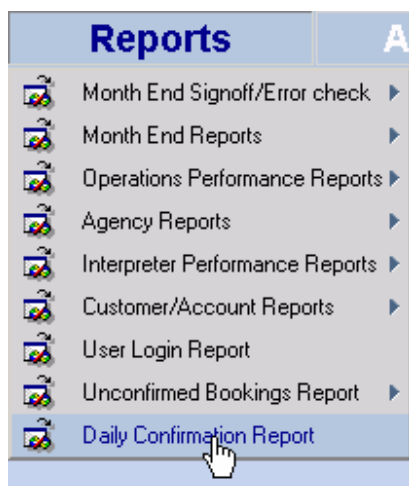 Reports A
Month End Signoff/Error check
Month End Reports
Operations Performance Reports
Agency Reports
Interpreter Performance Reports
Customer/Account Reports
User Login Report
Unconfirmed Bookings Report
Daily Confirmation Report